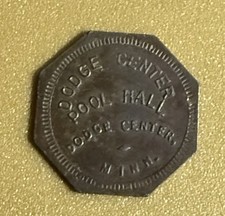 DODGE CENTER
POOL HALL
DODGE CENTER,
MINN.